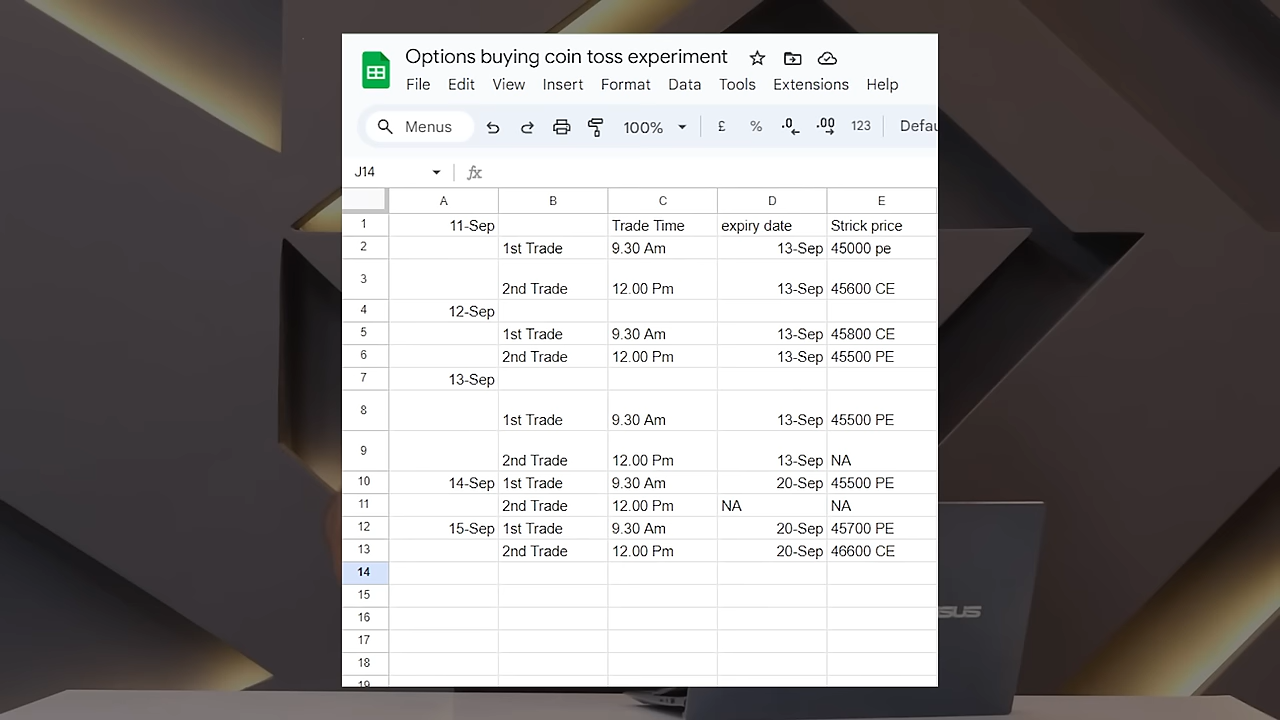 Options buying coin toss experiment
File Edit View Insert Format Data Tools Extensions Help
Menus 100% £ % .0 .00 123 Defau
J14 fx
A B C D E
1 11-Sep Trade Time expiry date Strick price
2 1st Trade 9.30 Am 13-Sep 45000 pe
3 2nd Trade 12.00 Pm 13-Sep 45600 CE
4 12-Sep
5 1st Trade 9.30 Am 13-Sep 45800 CE
6 2nd Trade 12.00 Pm 13-Sep 45500 PE
7 13-Sep
8 1st Trade 9.30 Am 13-Sep 45500 PE
9 2nd Trade 12.00 Pm 13-Sep NA
10 14-Sep 1st Trade 9.30 Am 20-Sep 45500 PE
11 2nd Trade 12.00 Pm NA NA
12 15-Sep 1st Trade 9.30 Am 20-Sep 45700 PE
13 2nd Trade 12.00 Pm 20-Sep 46600 CE
14
15
16
17
18
19
SUS